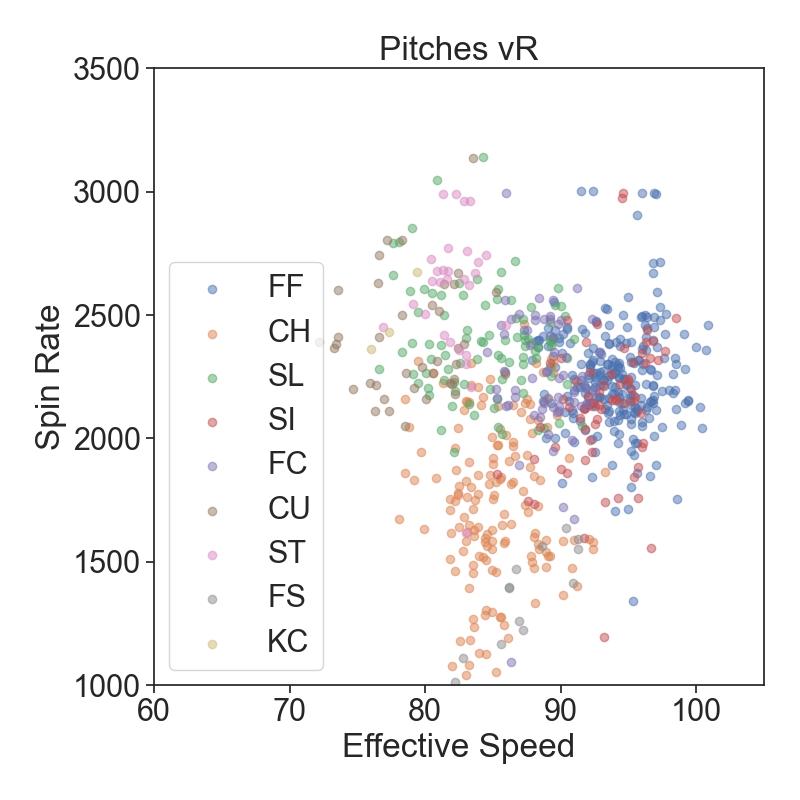 Pitches vR
3500
3000
2500
2000
1500
1000
Spin Rate
FF
CH
SL
SI
FC
CU
ST
FS
KC
60 70 80 90 100
Effective Speed